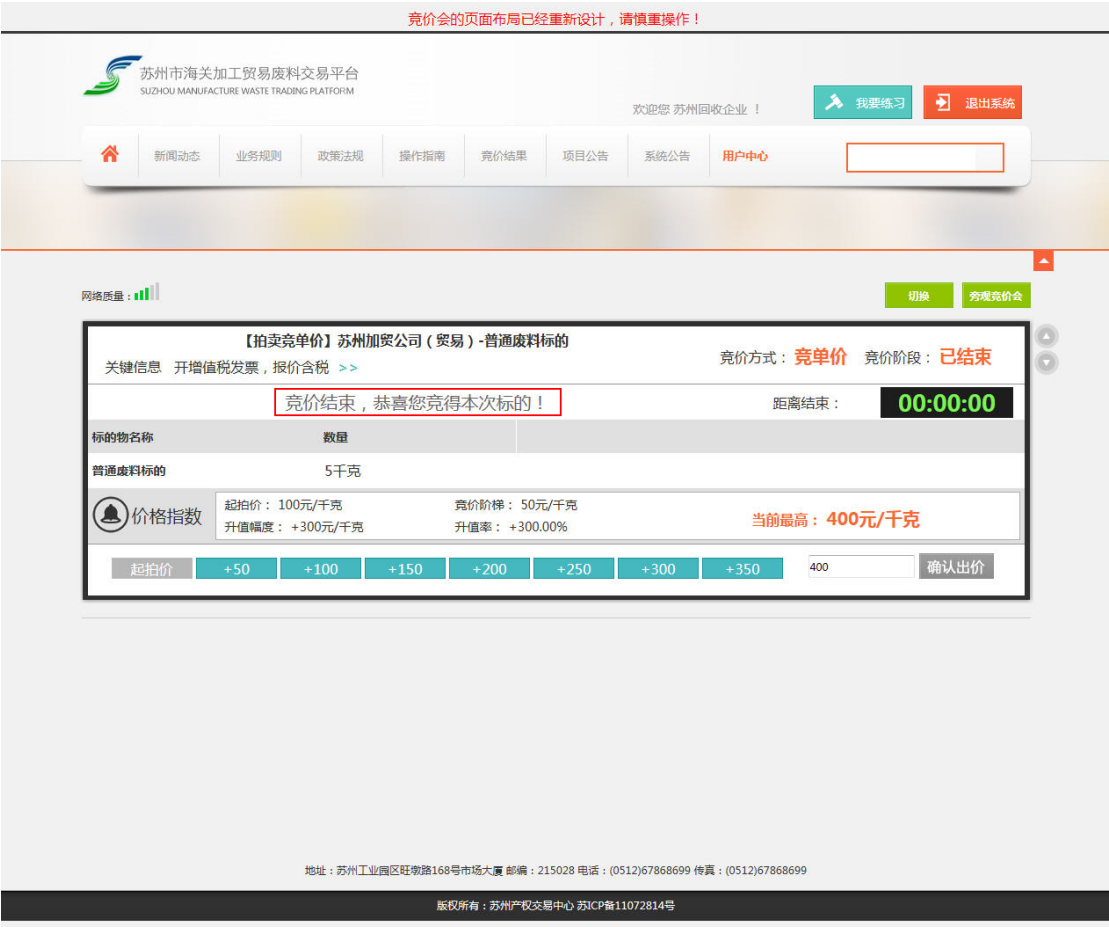 竞价会的页面布局已经重新设计，请慎重操作！
苏州市海关加工贸易废料交易平台
SUZHOU MANUFACTURE WASTE TRADING PLATFORM
欢迎您 苏州回收企业 ！ 我要练习 退出系统
新闻动态 业务规则 政策法规 操作指南 竞价结果 项目公告 系统公告 用户中心
网络质量： 切换 旁观竞价会
【拍卖竞单价】苏州加贸公司（贸易）-普通废料标的
竞价方式： 竞单价 竞价阶段： 已结束
关键信息 开增值税发票，报价含税 >>
竞价结束，恭喜您竞得本次标的！ 距离结束： 00:00:00
标的物名称 数量
普通废料标的 5千克
价格指数
起拍价： 100元/千克 竞价阶梯： 50元/千克
升值幅度： +300元/千克 升值率： +300.00%
当前最高： 400元/千克
起拍价 +50 +100 +150 +200 +250 +300 +350 400 确认出价
地址：苏州工业园区旺墩路168号市场大厦 邮编：215028 电话：(0512)67868699 传真：(0512)67868699
版权所有：苏州产权交易中心 苏ICP备11072814号